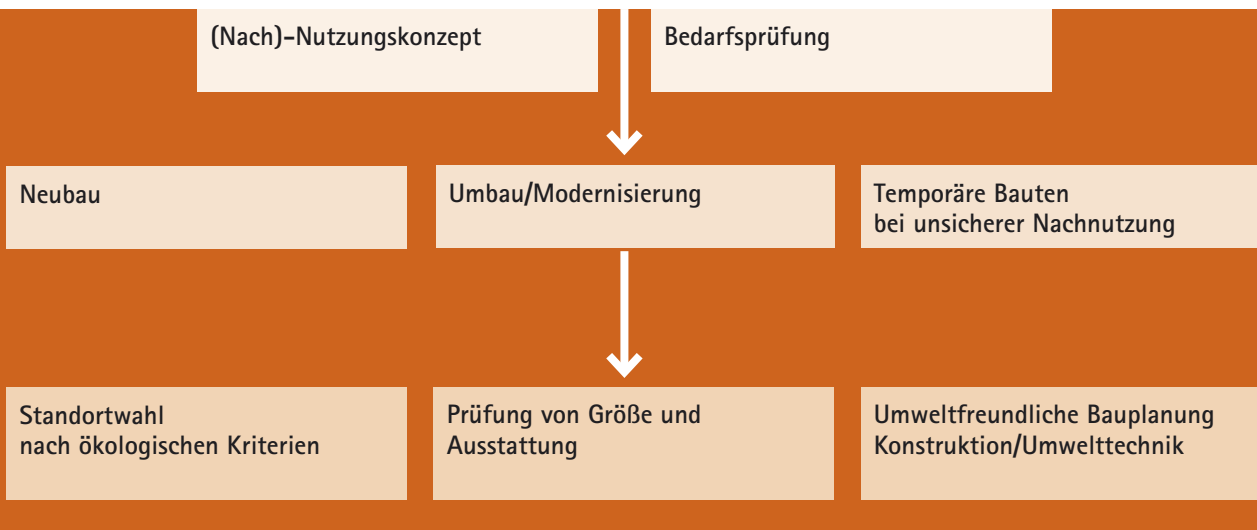 (Nach)-Nutzungskonzept
Bedarfsprüfung
Neubau
Umbau/Modernisierung
Temporäre Bauten
bei unsicherer Nachnutzung
Standortwahl
nach ökologischen Kriterien
Prüfung von Größe und
Ausstattung
Umweltfreundliche Bauplanung
Konstruktion/Umwelttechnik